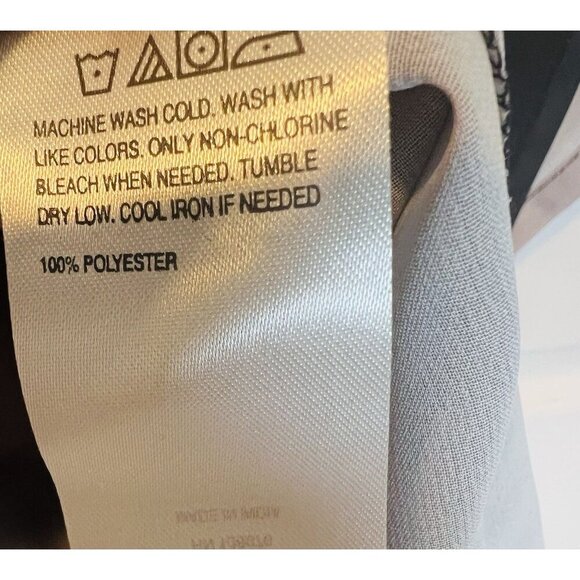 MACHINE WASH COLD. WASH WITH
LIKE COLORS. ONLY NON-CHLORINE
BLEACH WHEN NEEDED. TUMBLE
DRY LOW. COOL IRON IF NEEDED
100% POLYESTER